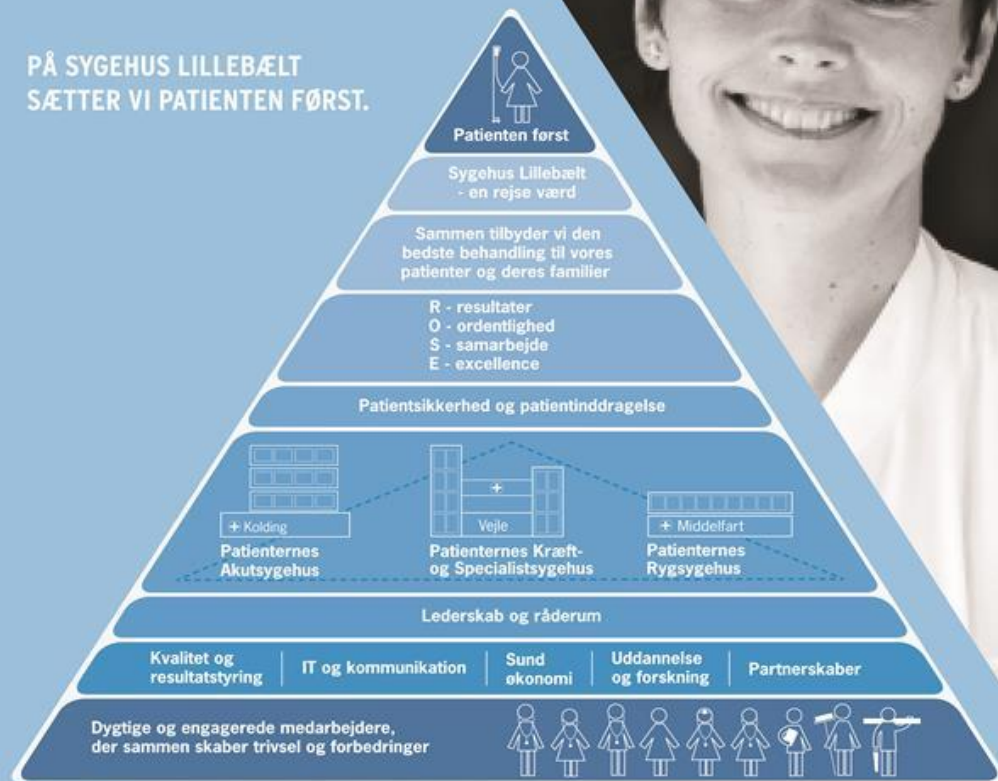 PÅ SYGEHUS LILLEBÆLT
SÆTTER VI PATIENTEN FØRST.
Patienten først
Sygehus Lillebælt
- en rejse værd
Sammen tilbyder vi den
bedste behandling til vores
patienter og deres familier
R - resultater
O - ordentlighed
S - samarbejde
E - excellence
Patientsikkerhed og patientinddragelse
+ Kolding
Patienternes
Akutsygehus
+
Vejle
Patienternes Kræft-
og Specialistsygehus
+ Middelfart
Patienternes
Rygsygehus
Lederskab og råderum
Kvalitet og
resultatstyring
IT og kommunikation
Sund
økonomi
Uddannelse
og forskning
Partnerskaber
Dygtige og engagerede medarbejdere,
der sammen skaber trivsel og forbedringer